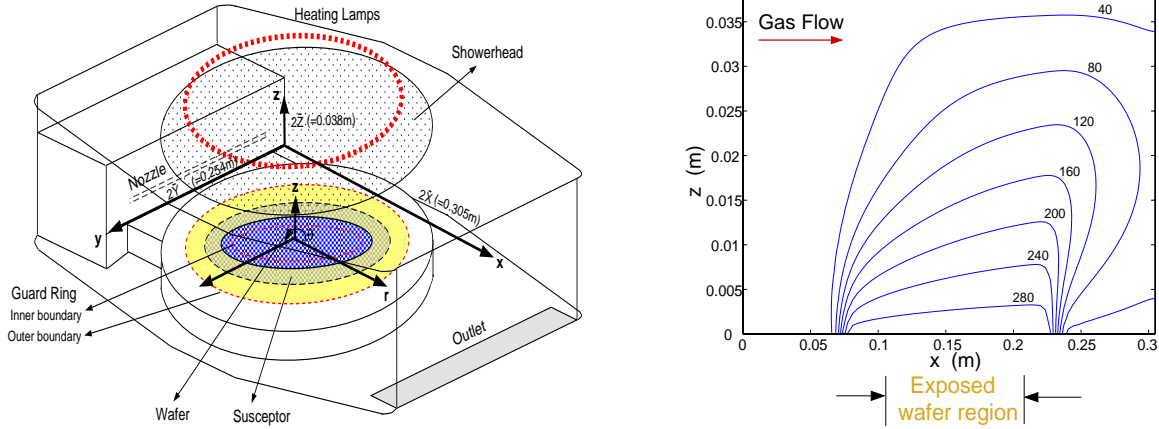 Heating Lamps
Showerhead
z
2Z̄ (=0.038m)
Nozzle
2Ȳ (=0.254m)
z
2X̄ (=0.305m)
y
θ
x
r
Guard Ring
Inner boundary
Outer boundary
Outlet
Wafer
Susceptor
0.035
0.03
0.025
0.02
0.015
0.01
0.005
0
z (m)
Gas Flow
40
80
120
160
200
240
280
0
0.05
0.1
0.15
0.2
0.25
0.3
x (m)
Exposed
wafer region